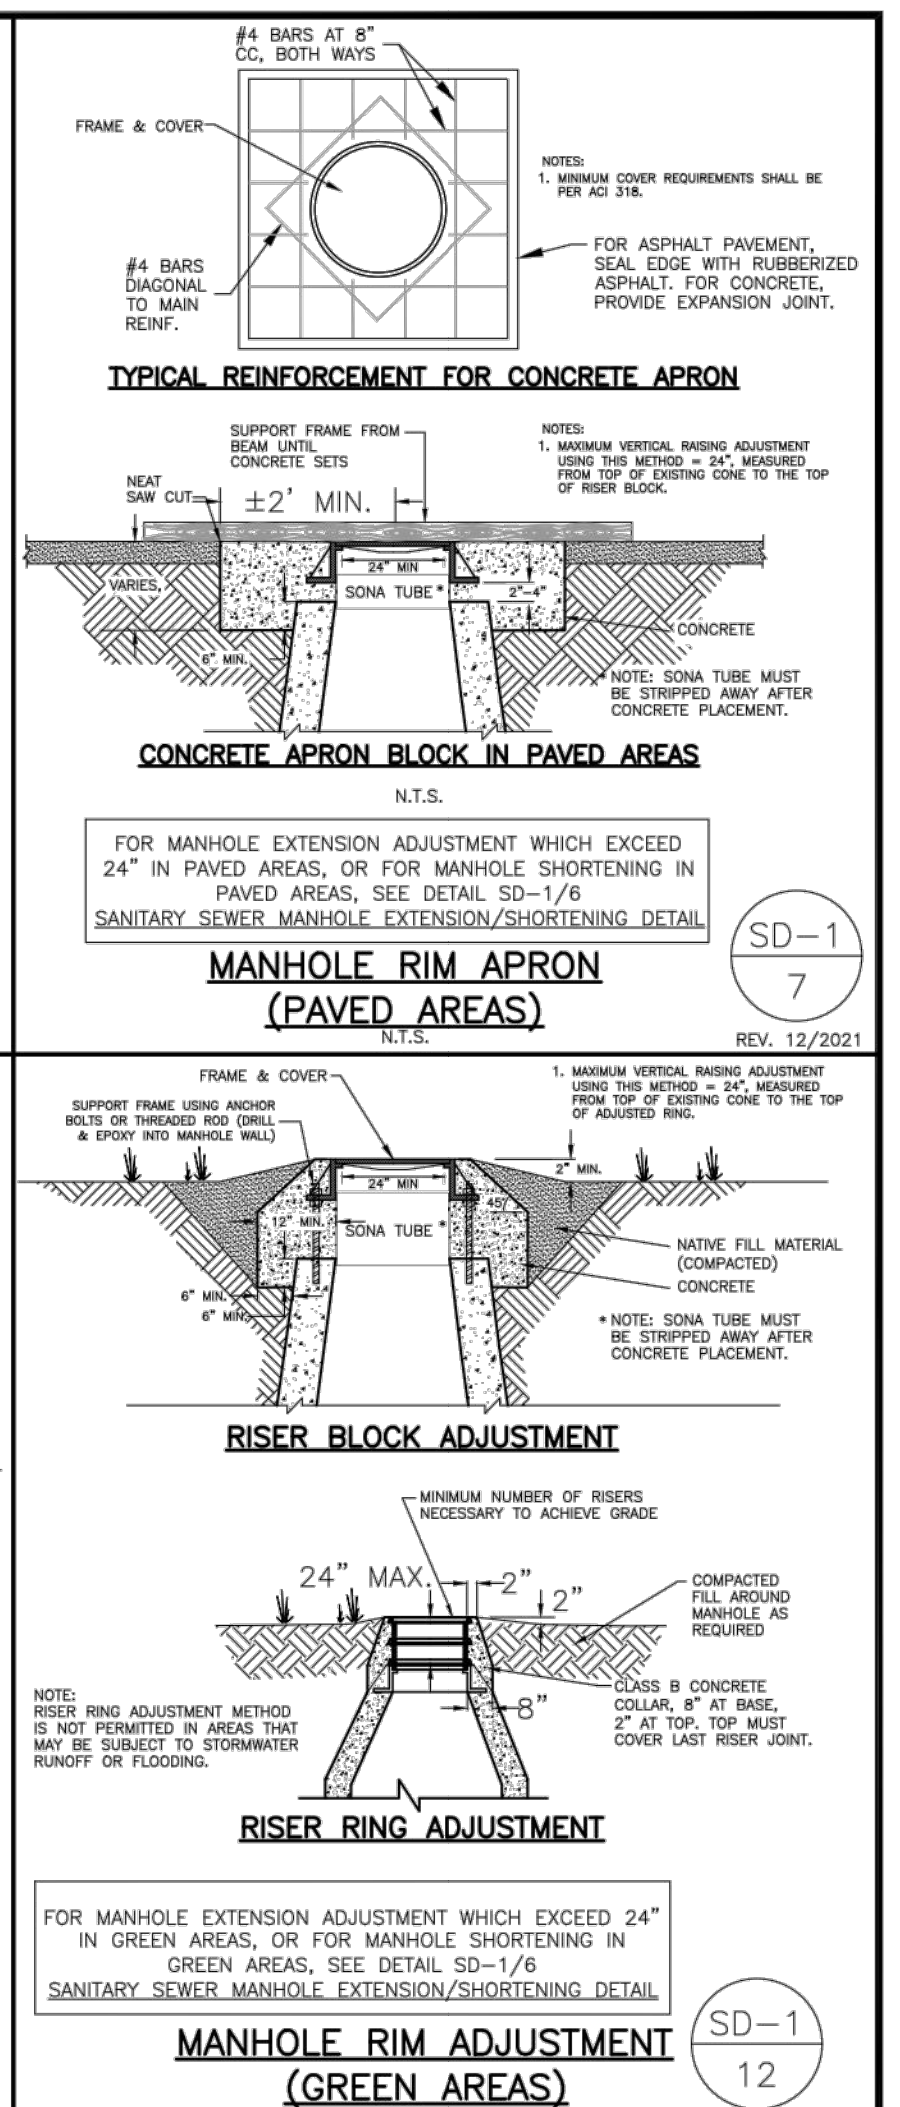 #4 BARS AT 8"
CC, BOTH WAYS
FRAME & COVER
NOTES:
1. MINIMUM COVER REQUIREMENTS SHALL BE
PER ACI 318.
FOR ASPHALT PAVEMENT,
SEAL EDGE WITH RUBBERIZED
ASPHALT. FOR CONCRETE,
PROVIDE EXPANSION JOINT.
#4 BARS
DIAGONAL
TO MAIN
REINF.
TYPICAL REINFORCEMENT FOR CONCRETE APRON
SUPPORT FRAME FROM
BEAM UNTIL
CONCRETE SETS
NOTES:
1. MAXIMUM VERTICAL RAISING ADJUSTMENT
USING THIS METHOD = 24", MEASURED
FROM TOP OF EXISTING CONE TO THE TOP
OF RISER BLOCK.
NEAT
SAW CUT
±2' MIN.
24" MIN
VARIES,
SONA TUBE*
2"-4"
CONCRETE
6" MIN.
* NOTE: SONA TUBE MUST
BE STRIPPED AWAY AFTER
CONCRETE PLACEMENT.
CONCRETE APRON BLOCK IN PAVED AREAS
N.T.S.
FOR MANHOLE EXTENSION ADJUSTMENT WHICH EXCEED
24" IN PAVED AREAS, OR FOR MANHOLE SHORTENING IN
PAVED AREAS, SEE DETAIL SD-1/6
SANITARY SEWER MANHOLE EXTENSION/SHORTENING DETAIL
MANHOLE RIM APRON
(PAVED AREAS)
N.T.S.
SD-1
7
REV. 12/2021
FRAME & COVER
1. MAXIMUM VERTICAL RAISING ADJUSTMENT
USING THIS METHOD = 24", MEASURED
FROM TOP OF EXISTING CONE TO THE TOP
OF ADJUSTED RING.
SUPPORT FRAME USING ANCHOR
BOLTS OR THREADED ROD (DRILL
& EPOXY INTO MANHOLE WALL)
2" MIN.
24" MIN
45°
12" MIN.
SONA TUBE *
NATIVE FILL MATERIAL
(COMPACTED)
CONCRETE
6" MIN.
6" MIN.
* NOTE: SONA TUBE MUST
BE STRIPPED AWAY AFTER
CONCRETE PLACEMENT.
RISER BLOCK ADJUSTMENT
MINIMUM NUMBER OF RISERS
NECESSARY TO ACHIEVE GRADE
24" MAX.
2"
2"
COMPACTED
FILL AROUND
MANHOLE AS
REQUIRED
CLASS B CONCRETE
COLLAR, 8" AT BASE,
2" AT TOP. TOP MUST
COVER LAST RISER JOINT.
8"
NOTE:
RISER RING ADJUSTMENT METHOD
IS NOT PERMITTED IN AREAS THAT
MAY BE SUBJECT TO STORMWATER
RUNOFF OR FLOODING.
RISER RING ADJUSTMENT
FOR MANHOLE EXTENSION ADJUSTMENT WHICH EXCEED 24"
IN GREEN AREAS, OR FOR MANHOLE SHORTENING IN
GREEN AREAS, SEE DETAIL SD-1/6
SANITARY SEWER MANHOLE EXTENSION/SHORTENING DETAIL
MANHOLE RIM ADJUSTMENT
(GREEN AREAS)
SD-1
12